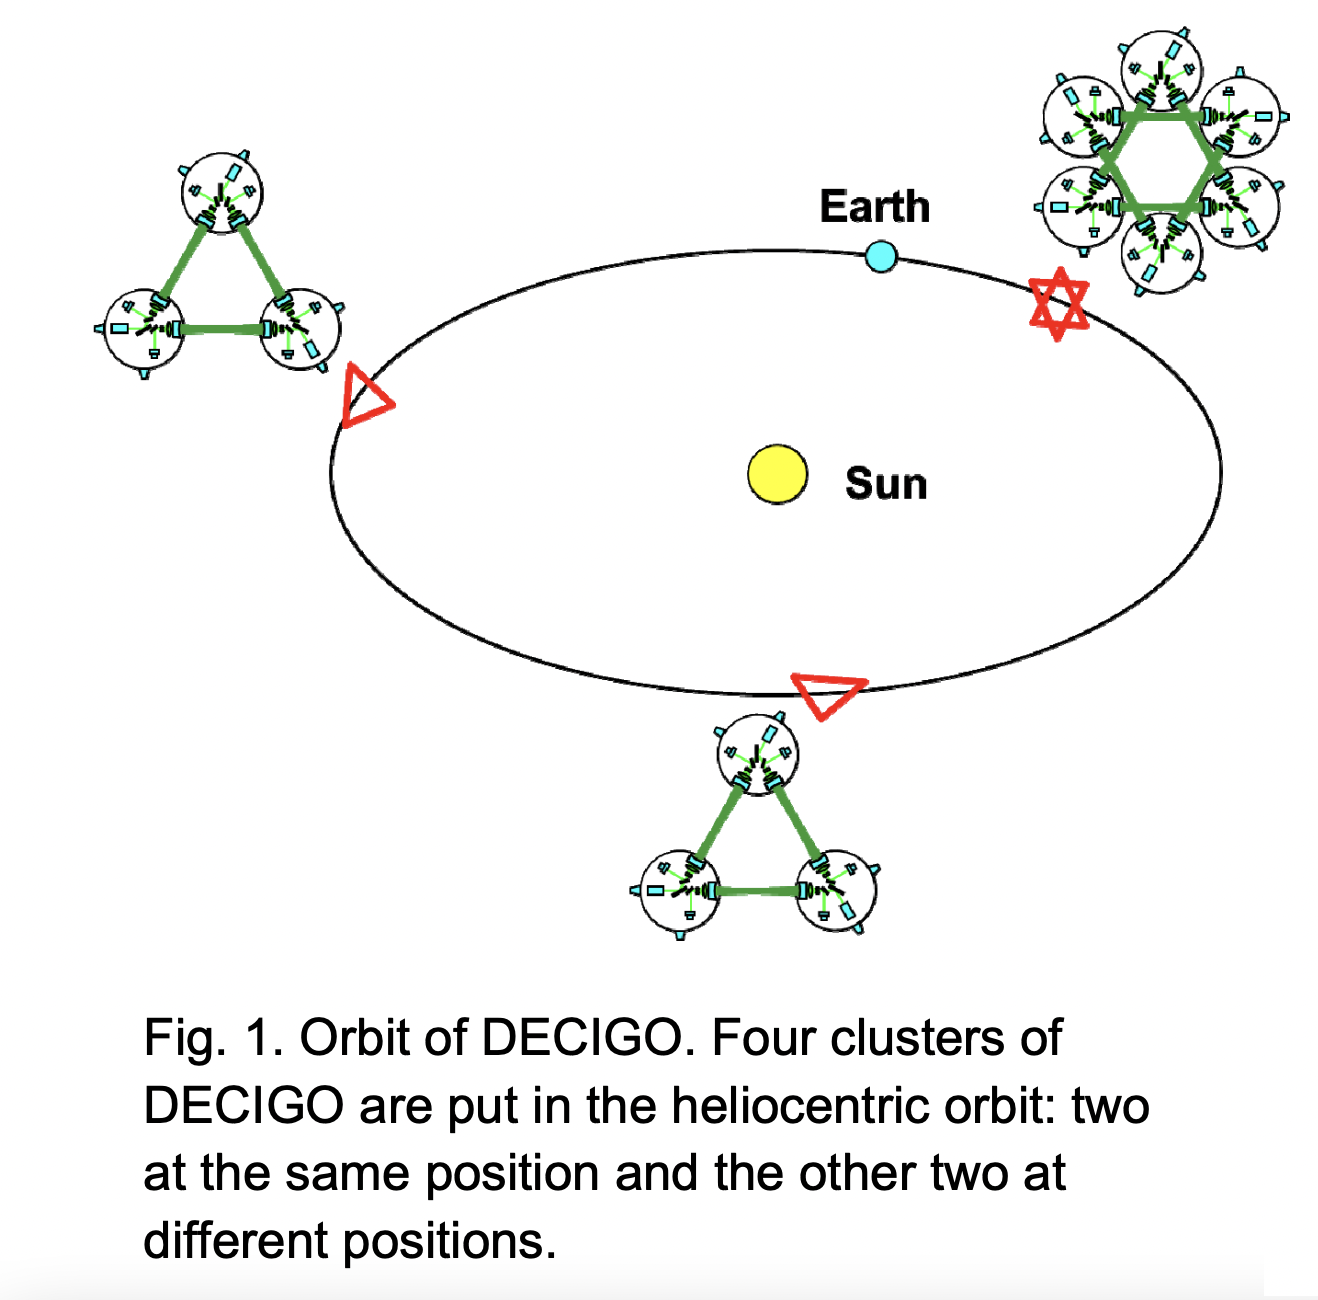 Earth
Sun
Fig. 1. Orbit of DECIGO. Four clusters of
DECIGO are put in the heliocentric orbit: two
at the same position and the other two at
different positions.